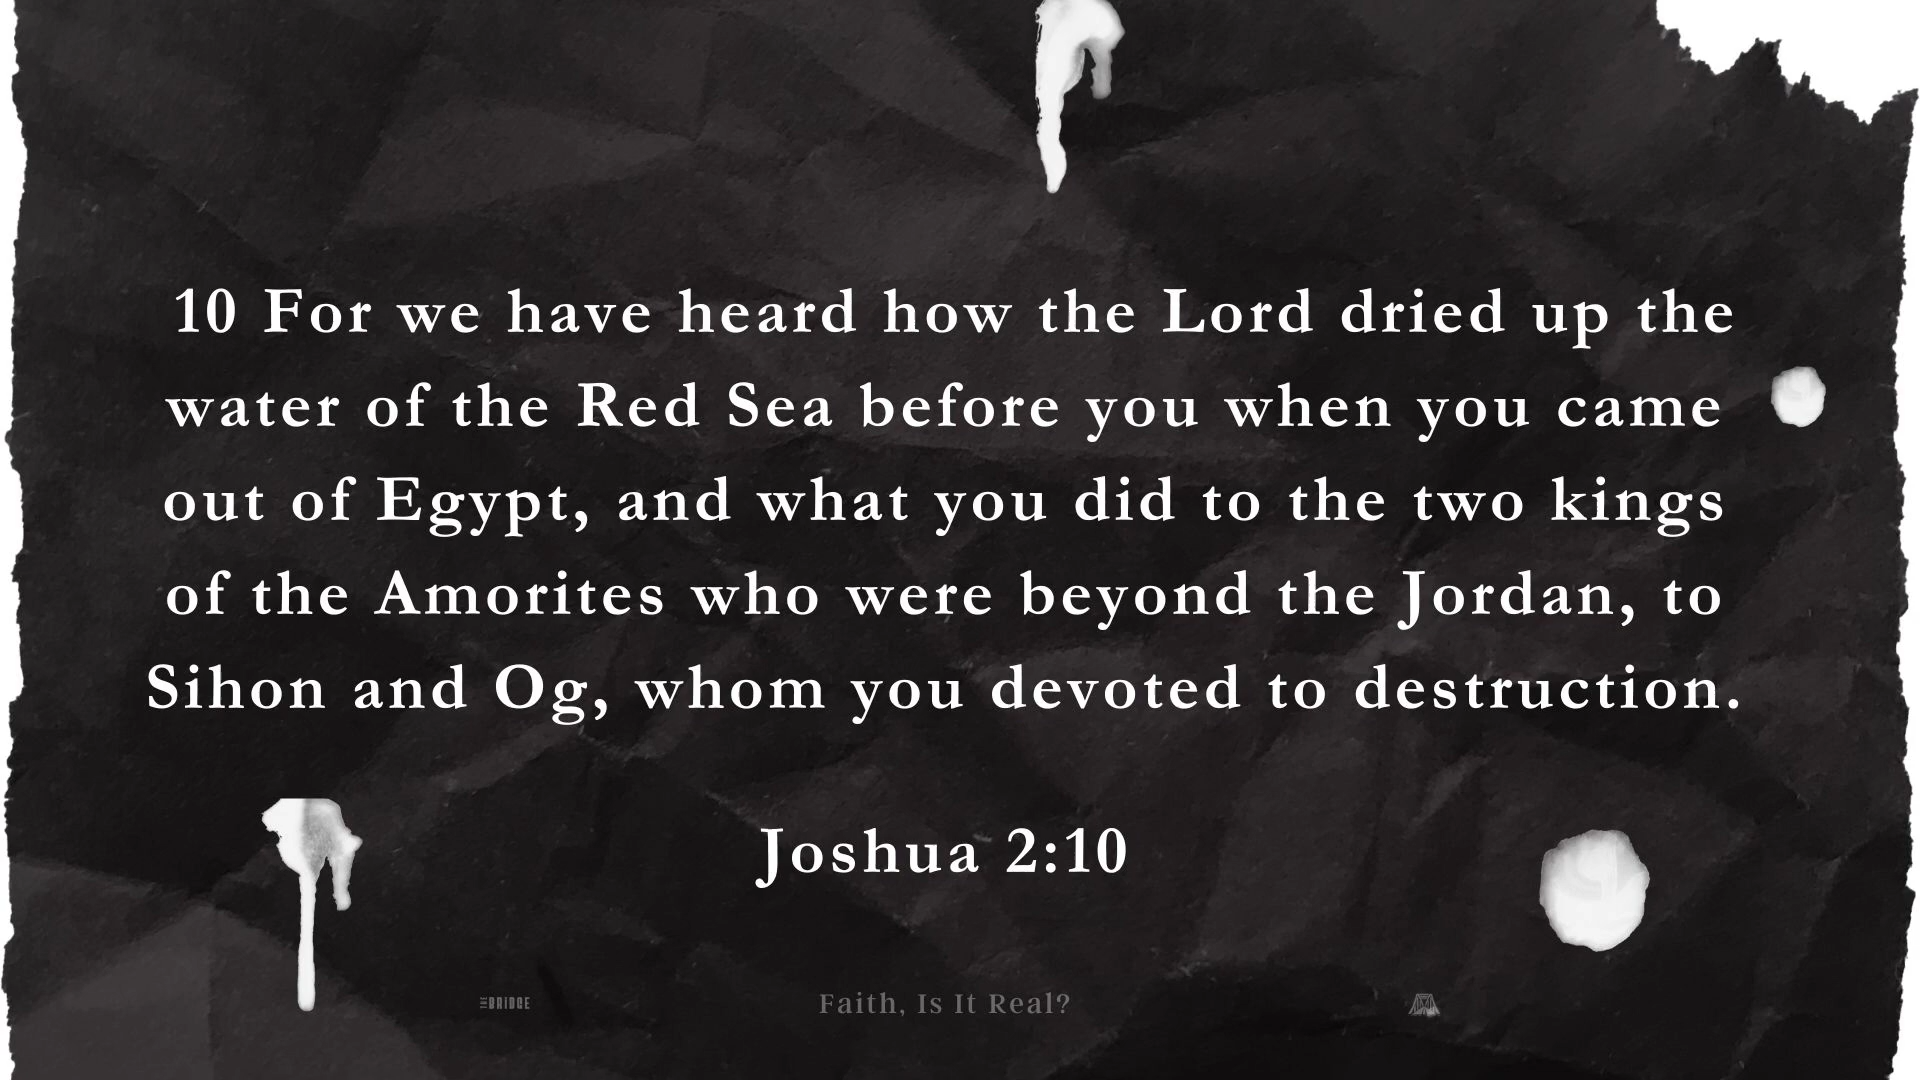 10 For we have heard how the Lord dried up the
water of the Red Sea before you when you came
out of Egypt, and what you did to the two kings
of the Amorites who were beyond the Jordan, to
Sihon and Og, whom you devoted to destruction.
Joshua 2:10
THE BRIDGE
Faith, Is It Real?